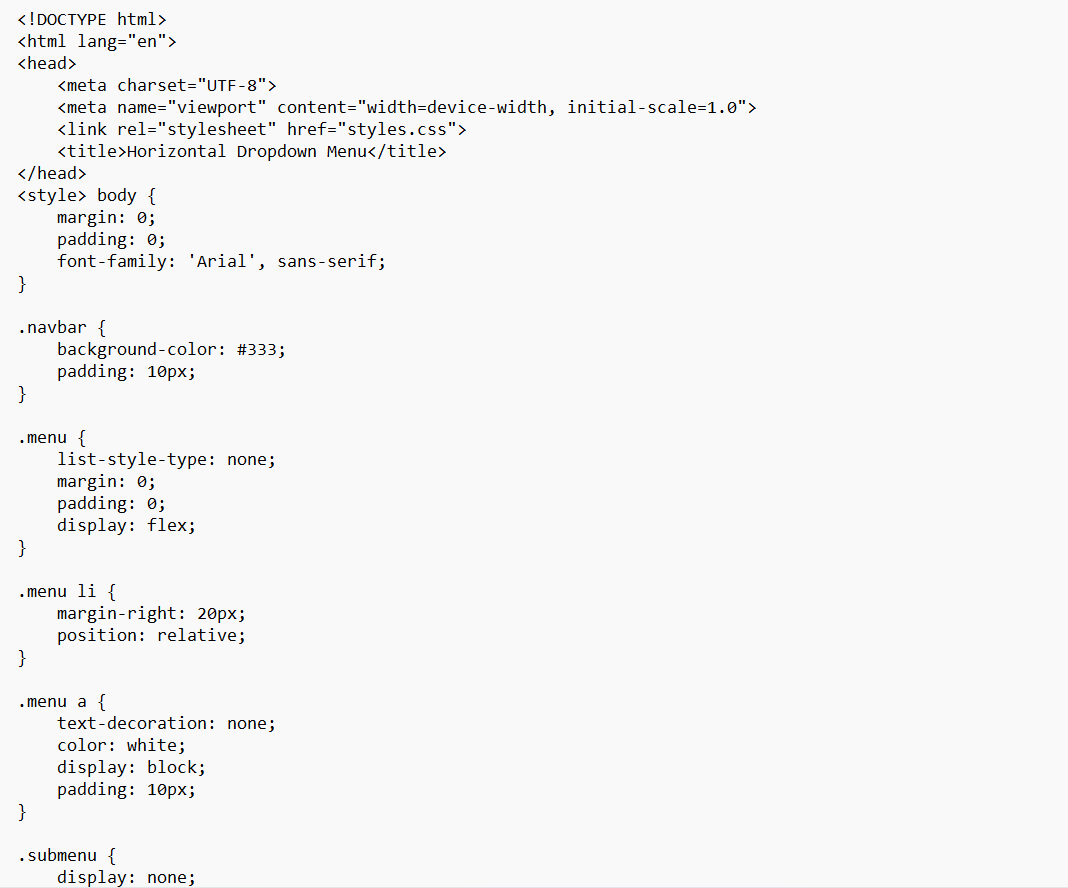 <!DOCTYPE html>
<html lang="en">
<head>
    <meta charset="UTF-8">
    <meta name="viewport" content="width=device-width, initial-scale=1.0">
    <link rel="stylesheet" href="styles.css">
    <title>Horizontal Dropdown Menu</title>
</head>
<style> body {
    margin: 0;
    padding: 0;
    font-family: 'Arial', sans-serif;
}

.navbar {
    background-color: #333;
    padding: 10px;
}

.menu {
    list-style-type: none;
    margin: 0;
    padding: 0;
    display: flex;
}

.menu li {
    margin-right: 20px;
    position: relative;
}

.menu a {
    text-decoration: none;
    color: white;
    display: block;
    padding: 10px;
}

.submenu {
    display: none;